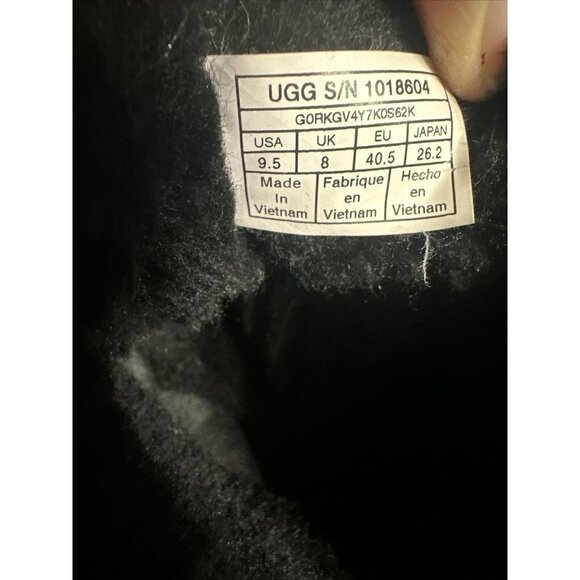 UGG S/N 1018604
G0RKGV4Y7K0S62K
USA UK EU JAPAN
9.5 8 40.5 26.2
Made Fabrique Hecho
In en en
Vietnam Vietnam Vietnam